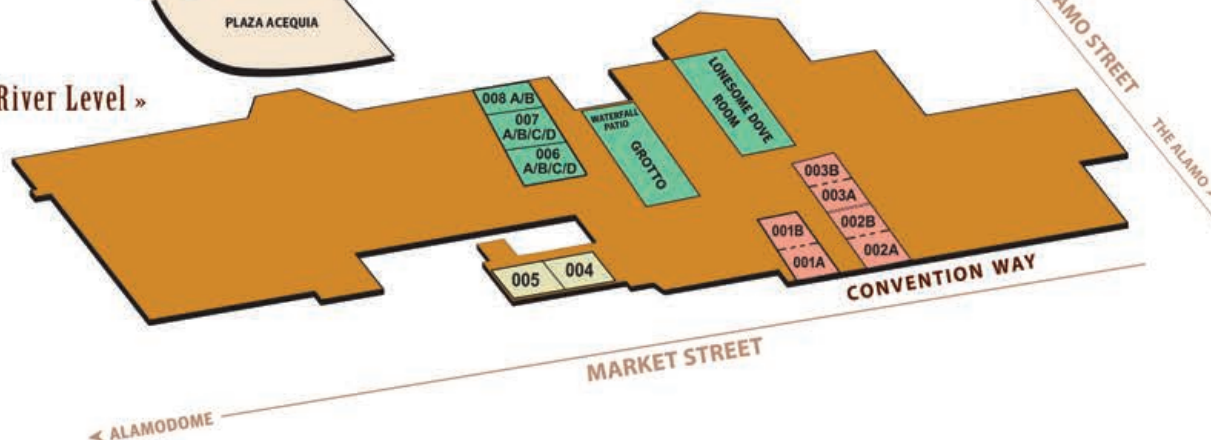 PLAZA ACEQUIA
AMO STREET
THE ALAMO
River Level »
008 A/B
007
A/B/C/D
006
A/B/C/D
WATERFALL
PATIO
GROTTO
LONESOME DOVE
ROOM
003B
003A
002B
002A
001B
001A
005
004
CONVENTION WAY
MARKET STREET
ALAMODOME